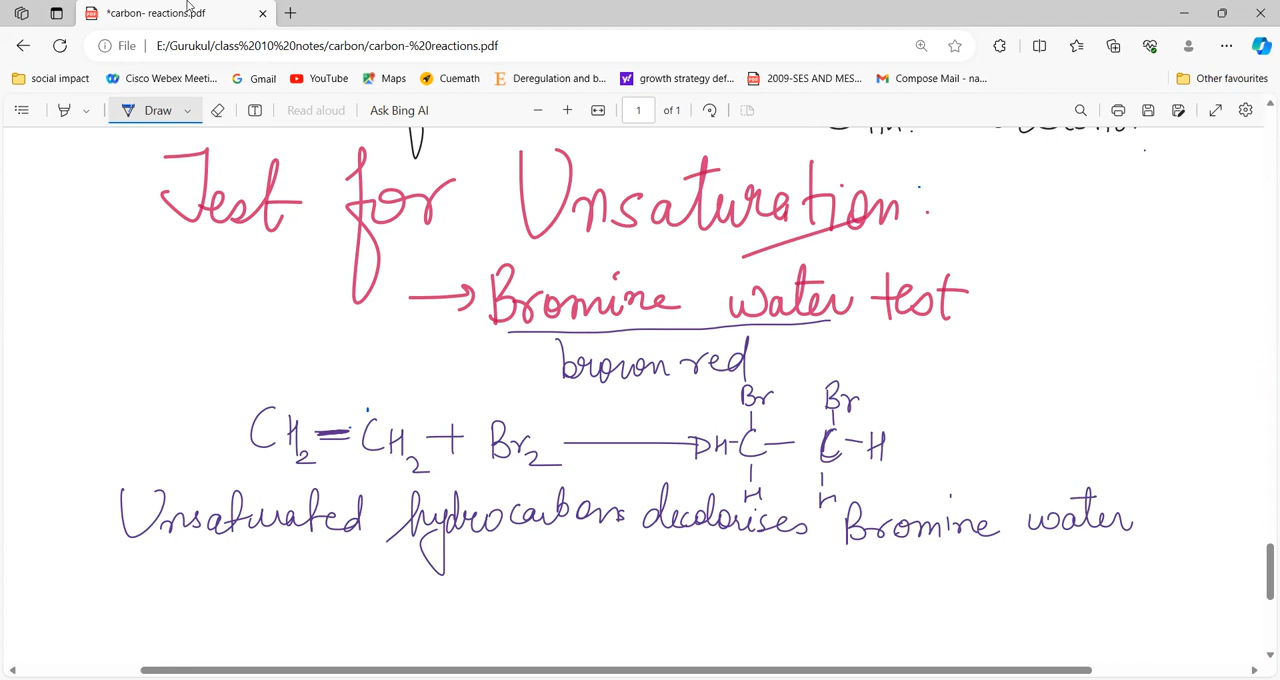 *carbon- reactions.pdf
File E:/Gurukul/class%2010%20notes/carbon/carbon-%20reactions.pdf
social impact Cisco Webex Meeti... Gmail YouTube Maps Cuemath Deregulation and b... growth strategy def... 2009-SES AND MES... Compose Mail - na... Other favourites
Draw Read aloud Ask Bing AI 1 of 1
Test for Unsaturation.
→ Bromine water test
brown red
Br Br
CH2=CH2 + Br2 → H-C-C-H
H H
Unsaturated hydrocarbons decolorises Bromine water